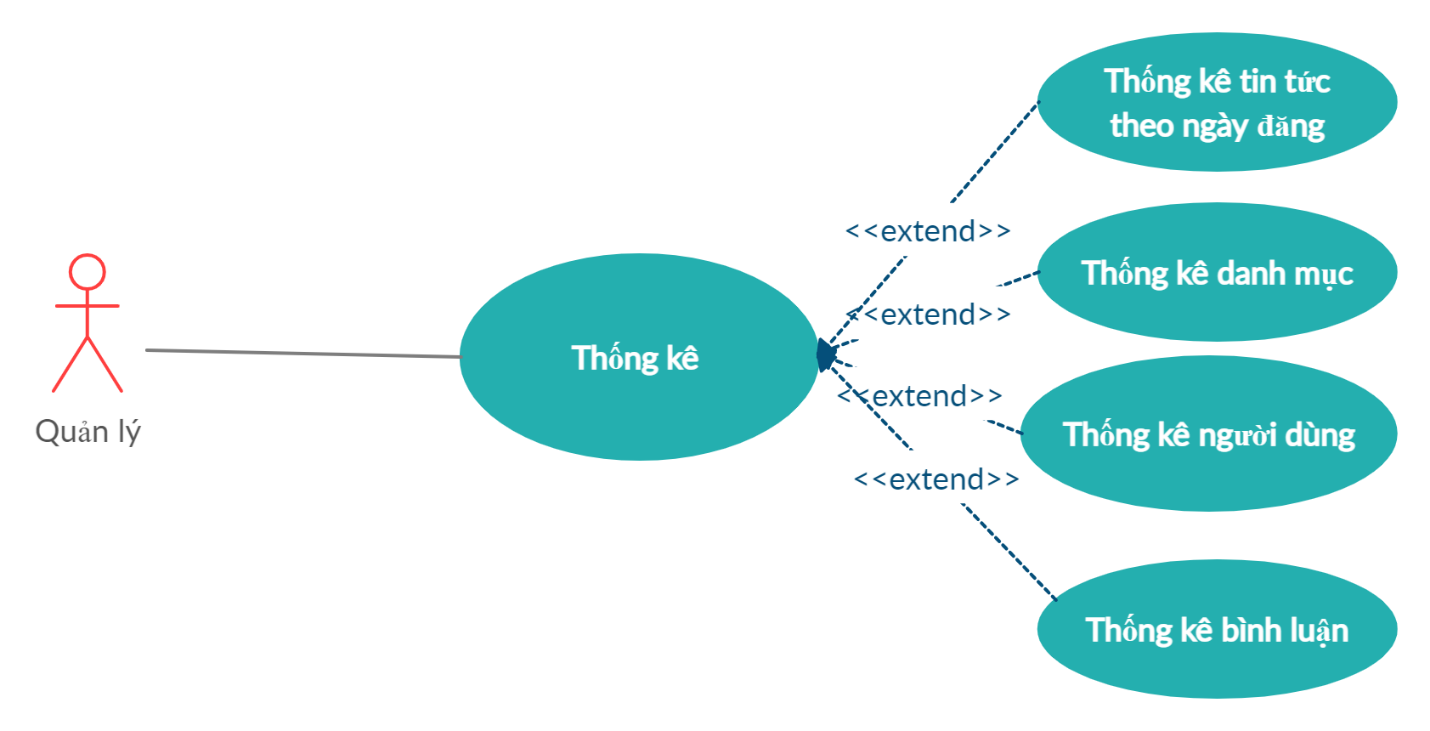 Thống kê tin tức
theo ngày đăng
<<extend>>
Thống kê danh mục
<<extend>>
Thống kê
<<extend>>
Quản lý
Thống kê người dùng
<<extend>>
Thống kê bình luận